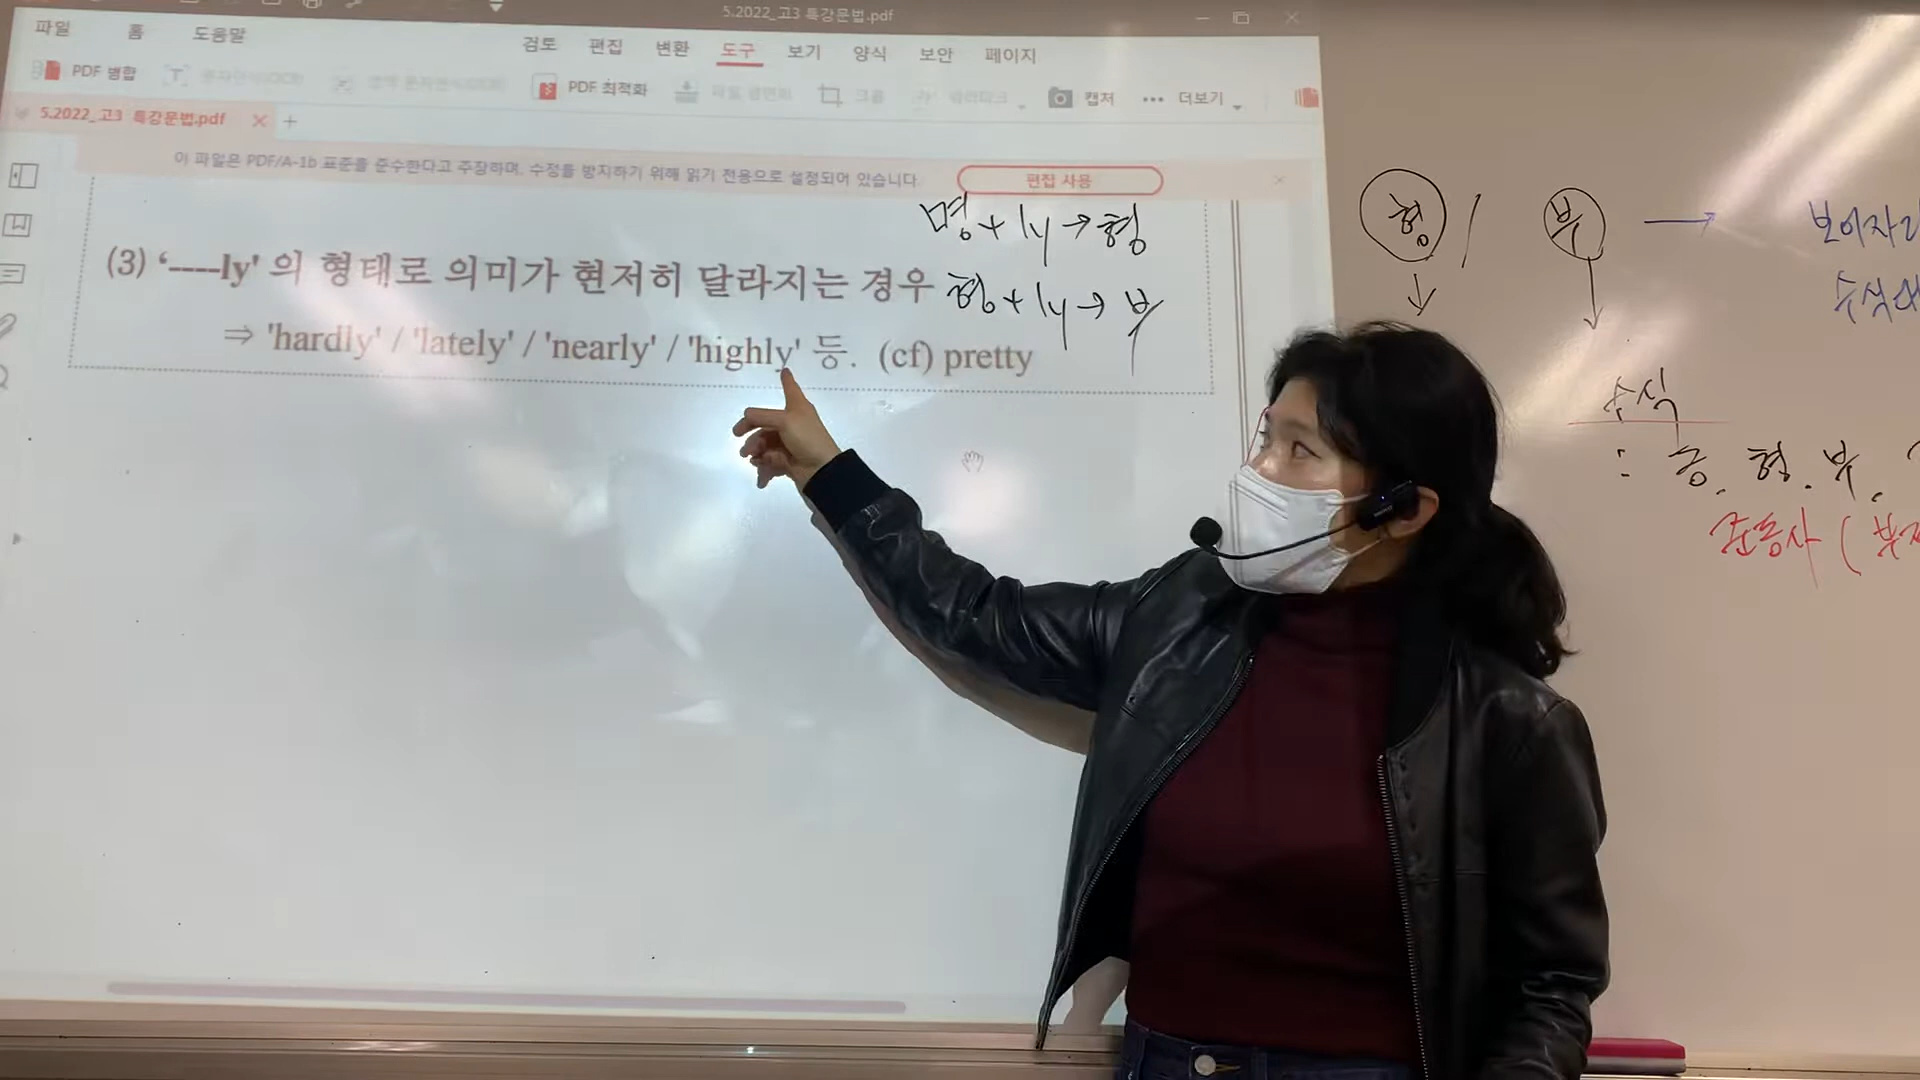 5.2022_고3 특강문법.pdf
파일 홈 도움말 검토 편집 변환 도구 보기 양식 보안 페이지
PDF 병합 PDF 최적화 캡처 더보기
5.2022_고3 특강문법.pdf
이 파일은 PDF/A-1b 표준을 준수한다고 주장하며, 수정을 방지하기 위해 읽기 전용으로 설정되어 있습니다. 편집 사용
명+ly→형
(3) ‘----ly' 의 형태로 의미가 현저히 달라지는 경우
형+ly→부
⇒ 'hardly' / 'lately' / 'nearly' / 'highly' 등. (cf) pretty
형 / 부 → 보어자리
수식
: 동. 형. 부.
준동사 (